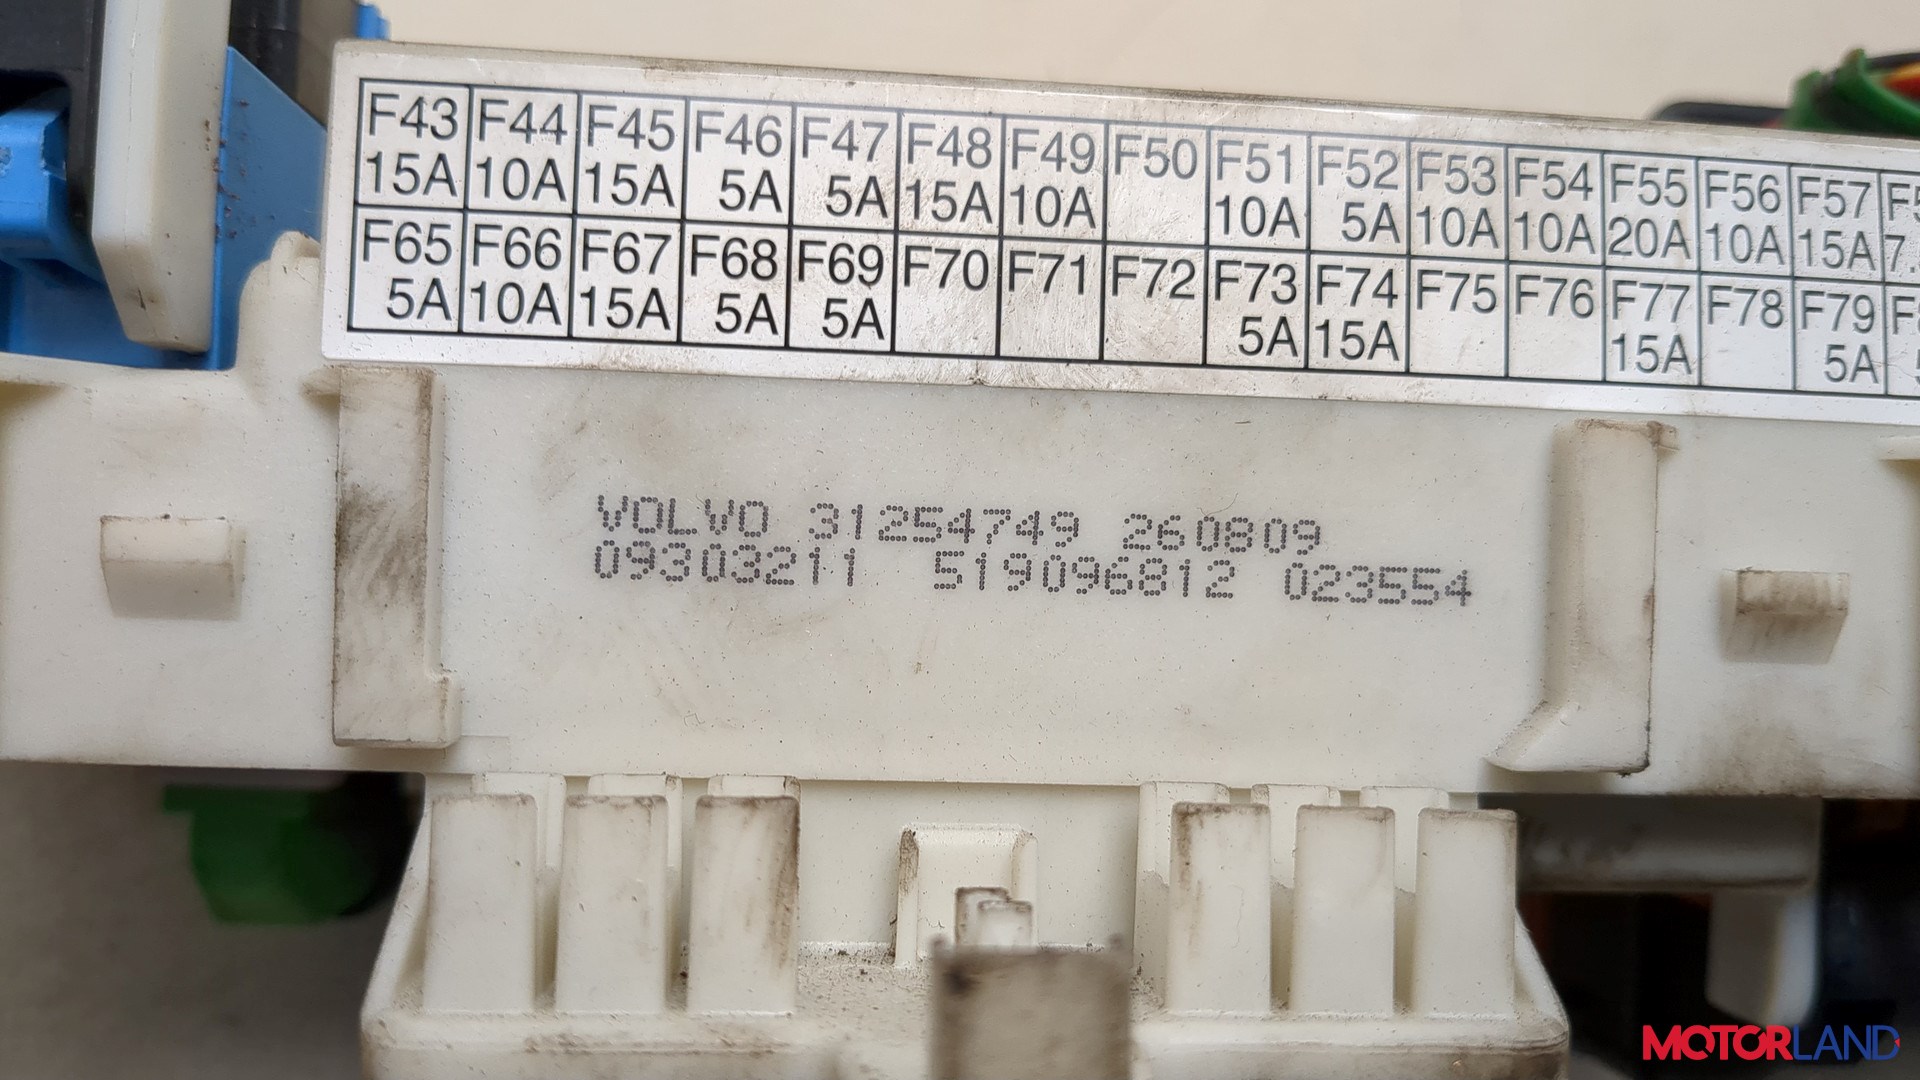 F43 F44 F45 F46 F47 F48 F49 F50 F51 F52 F53 F54 F55 F56 F57
15A 10A 15A 5A 5A 15A 10A 10A 5A 10A 10A 20A 10A 15A 7.
F65 F66 F67 F68 F69 F70 F71 F72 F73 F74 F75 F76 F77 F78 F79
5A 10A 15A 5A 5A 5A 15A 15A 5A
VOLVO 31254749 260809
09303211 519096812 023554
MOTORLAND